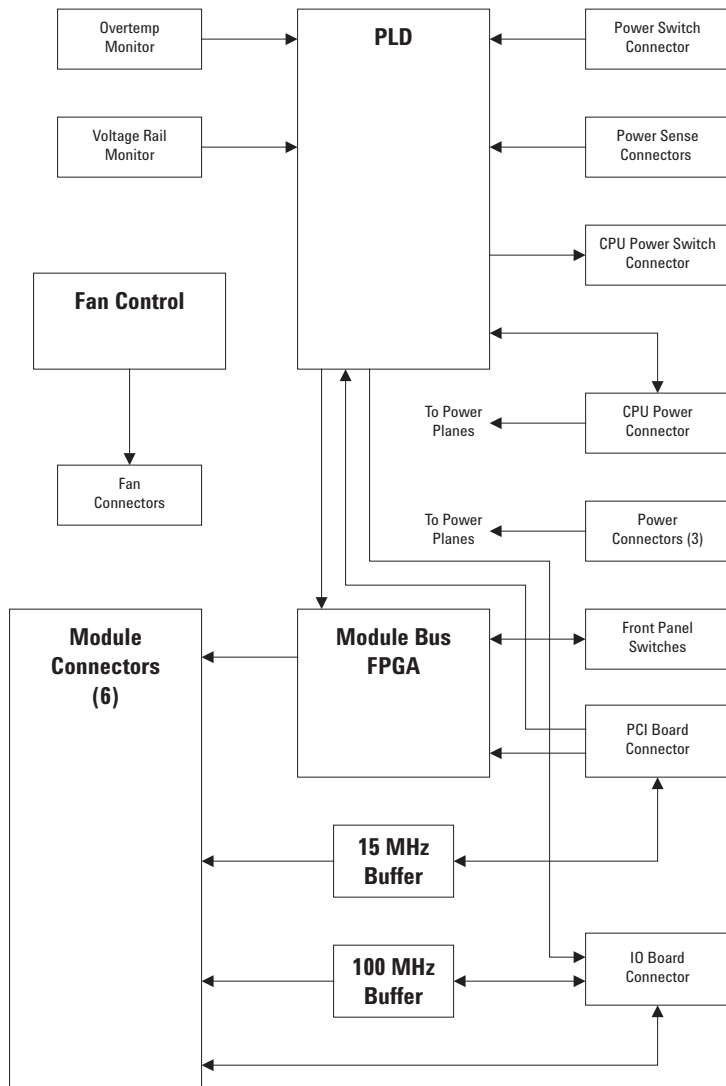 Overtemp
Monitor
PLD
Power Switch
Connector
Voltage Rail
Monitor
Power Sense
Connectors
CPU Power Switch
Connector
Fan Control
To Power
Planes
CPU Power
Connector
Fan
Connectors
To Power
Planes
Power
Connectors (3)
Module
Connectors
(6)
Module Bus
FPGA
Front Panel
Switches
PCI Board
Connector
15 MHz
Buffer
100 MHz
Buffer
IO Board
Connector